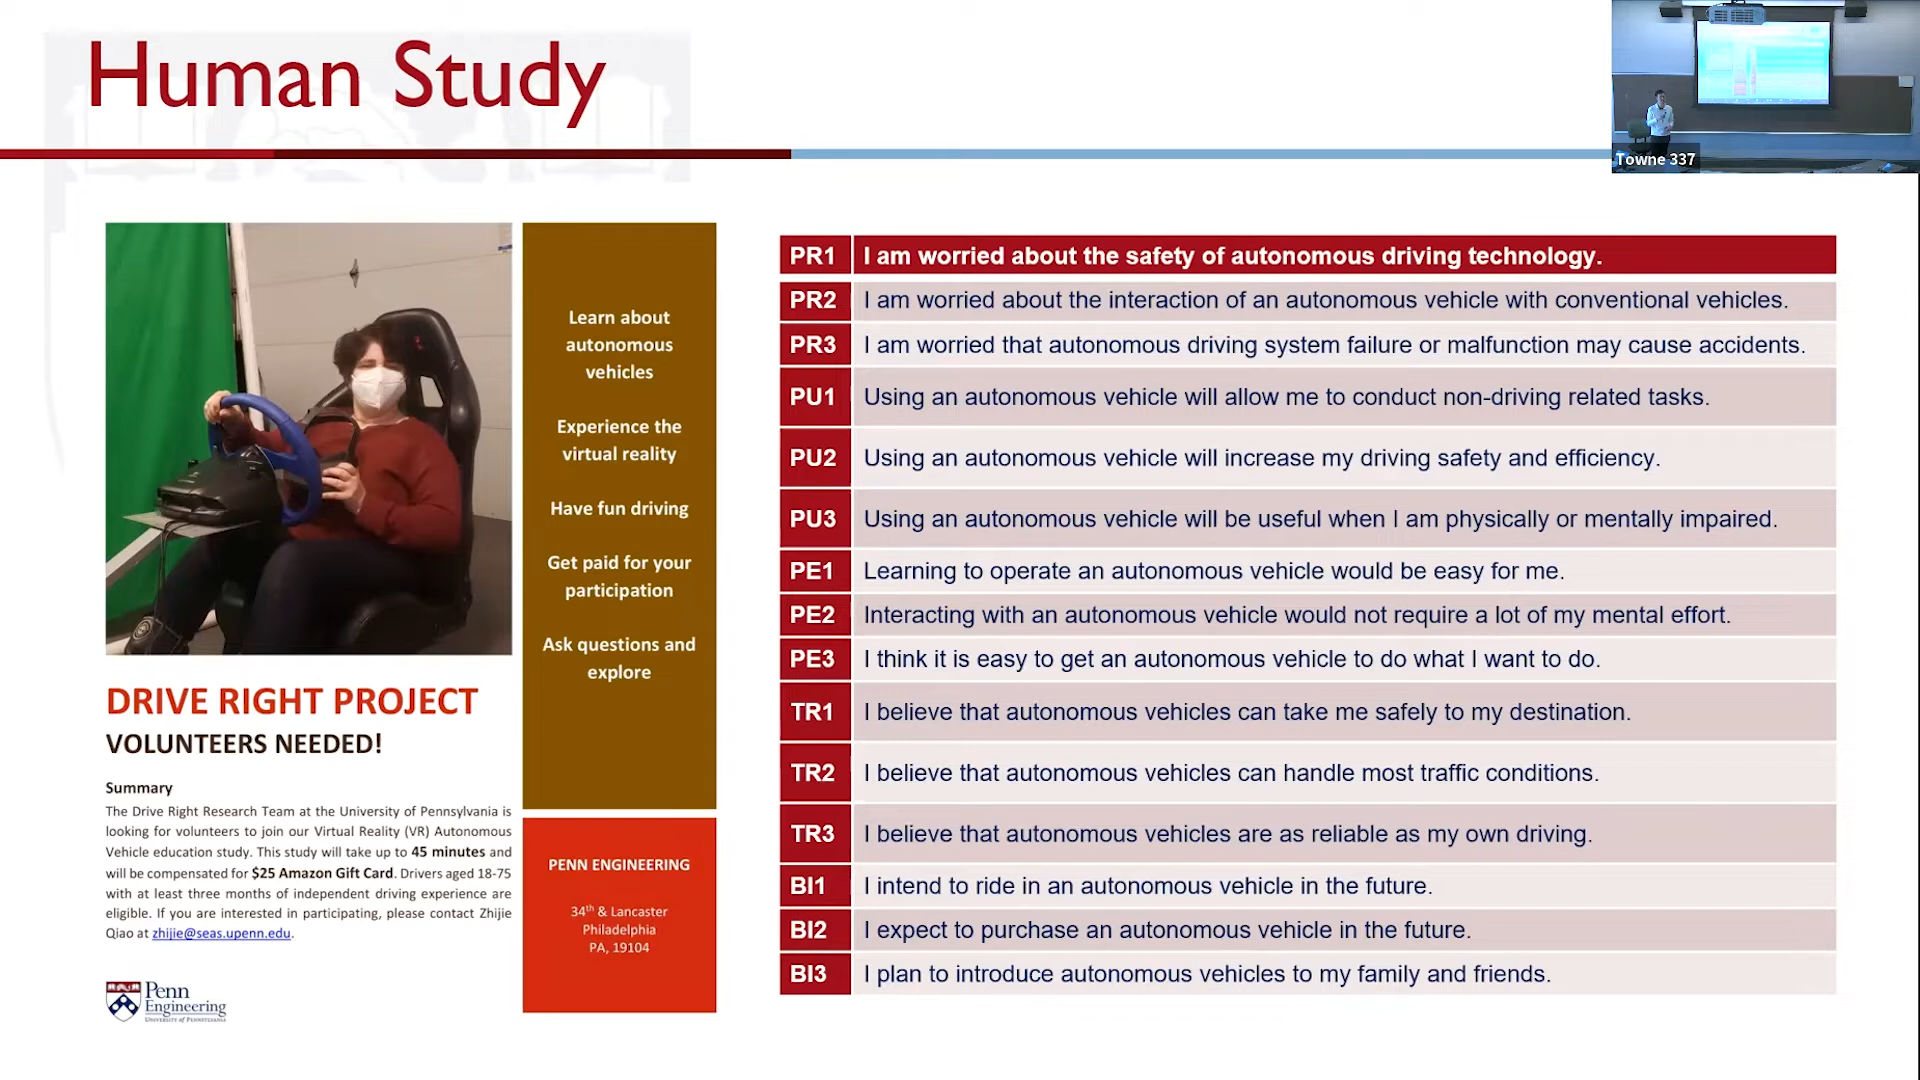 Human Study
Towne 337
Learn about
autonomous
vehicles
Experience the
virtual reality
Have fun driving
Get paid for your
participation
Ask questions and
explore
DRIVE RIGHT PROJECT
VOLUNTEERS NEEDED!
Summary
The Drive Right Research Team at the University of Pennsylvania is
looking for volunteers to join our Virtual Reality (VR) Autonomous
Vehicle education study. This study will take up to 45 minutes and
will be compensated for $25 Amazon Gift Card. Drivers aged 18-75
with at least three months of independent driving experience are
eligible. If you are interested in participating, please contact Zhijie
Qiao at zhijie@seas.upenn.edu.
Penn
Engineering
UNIVERSITY of PENNSYLVANIA
PENN ENGINEERING
34th & Lancaster
Philadelphia
PA, 19104
PR1 I am worried about the safety of autonomous driving technology.
PR2 I am worried about the interaction of an autonomous vehicle with conventional vehicles.
PR3 I am worried that autonomous driving system failure or malfunction may cause accidents.
PU1 Using an autonomous vehicle will allow me to conduct non-driving related tasks.
PU2 Using an autonomous vehicle will increase my driving safety and efficiency.
PU3 Using an autonomous vehicle will be useful when I am physically or mentally impaired.
PE1 Learning to operate an autonomous vehicle would be easy for me.
PE2 Interacting with an autonomous vehicle would not require a lot of my mental effort.
PE3 I think it is easy to get an autonomous vehicle to do what I want to do.
TR1 I believe that autonomous vehicles can take me safely to my destination.
TR2 I believe that autonomous vehicles can handle most traffic conditions.
TR3 I believe that autonomous vehicles are as reliable as my own driving.
BI1 I intend to ride in an autonomous vehicle in the future.
BI2 I expect to purchase an autonomous vehicle in the future.
BI3 I plan to introduce autonomous vehicles to my family and friends.